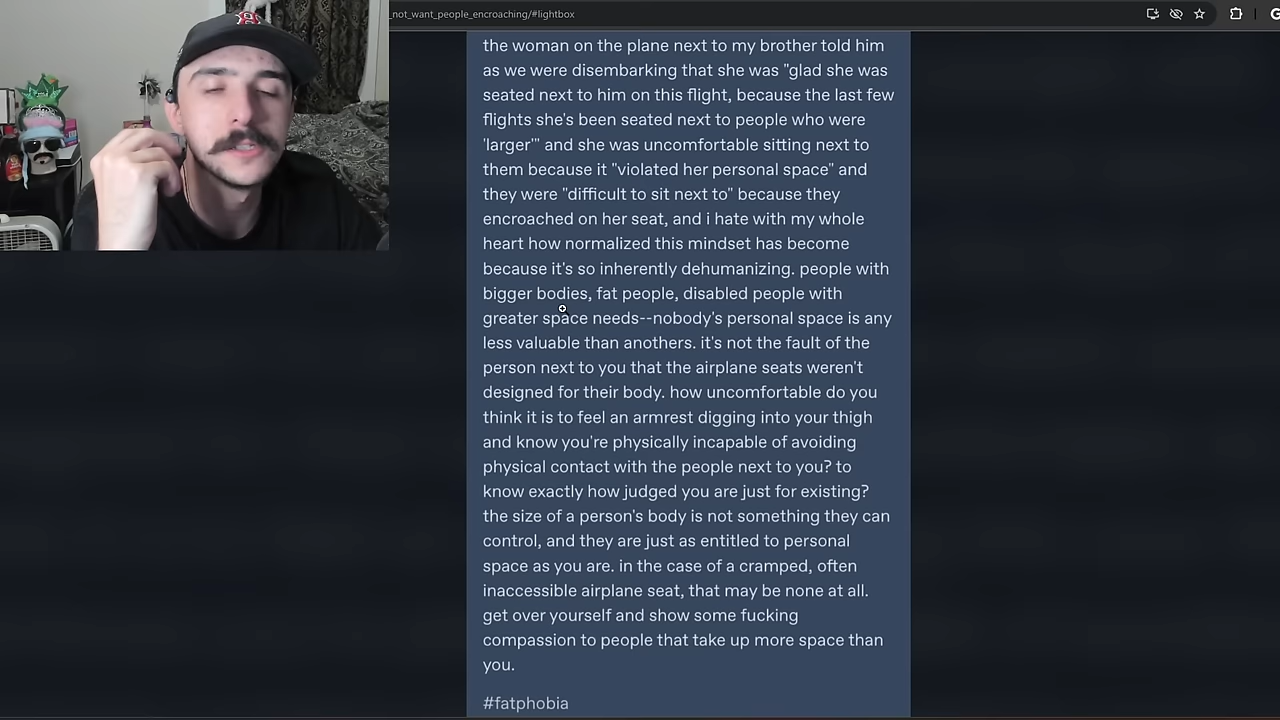 _not_want_people_encroaching/#lightbox
the woman on the plane next to my brother told him
as we were disembarking that she was "glad she was
seated next to him on this flight, because the last few
flights she's been seated next to people who were
'larger'" and she was uncomfortable sitting next to
them because it "violated her personal space" and
they were "difficult to sit next to" because they
encroached on her seat, and i hate with my whole
heart how normalized this mindset has become
because it's so inherently dehumanizing. people with
bigger bodies, fat people, disabled people with
greater space needs--nobody's personal space is any
less valuable than anothers. it's not the fault of the
person next to you that the airplane seats weren't
designed for their body. how uncomfortable do you
think it is to feel an armrest digging into your thigh
and know you're physically incapable of avoiding
physical contact with the people next to you? to
know exactly how judged you are just for existing?
the size of a person's body is not something they can
control, and they are just as entitled to personal
space as you are. in the case of a cramped, often
inaccessible airplane seat, that may be none at all.
get over yourself and show some fucking
compassion to people that take up more space than
you.
#fatphobia